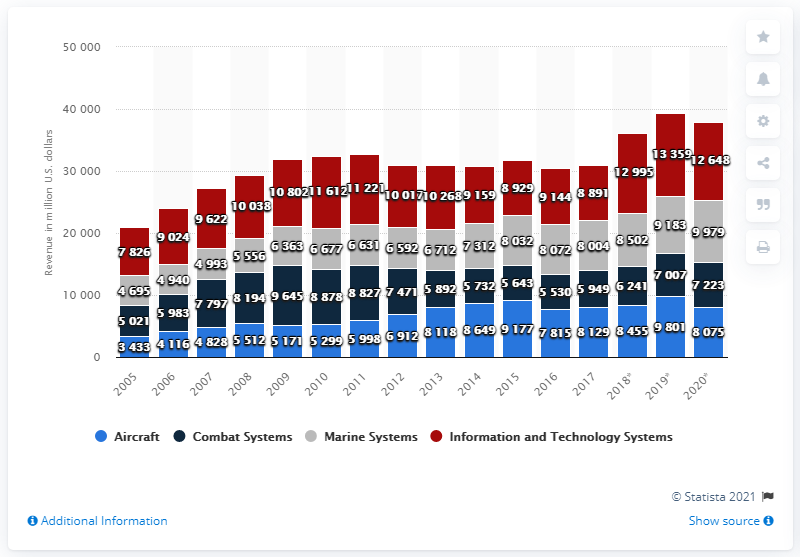 50 000
40 000
30 000
20 000
10 000
0
Revenue in million U.S. dollars
7 826 9 024 9 622 10 038 10 802 11 612 11 221 10 017 10 268 9 159 8 929 9 144 8 891 12 995 13 359 12 648
4 695 4 940 4 993 5 556 6 363 6 677 6 631 6 592 6 712 7 312 8 032 8 072 8 004 8 502 9 183 9 979
5 021 5 983 7 797 8 194 9 645 8 878 8 827 7 471 5 892 5 732 5 643 5 530 5 949 6 241 7 007 7 223
3 433 4 116 4 828 5 512 5 171 5 299 5 998 6 912 8 118 8 649 9 177 7 815 8 129 8 455 9 801 8 075
2005 2006 2007 2008 2009 2010 2011 2012 2013 2014 2015 2016 2017 2018* 2019* 2020*
Aircraft Combat Systems Marine Systems Information and Technology Systems
© Statista 2021
Additional Information Show source